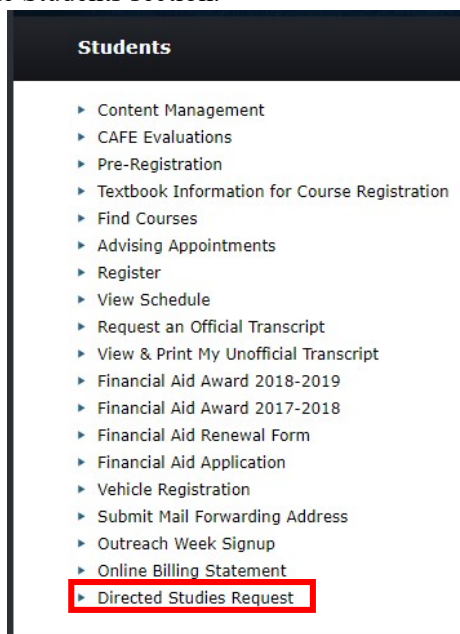 Students section.
Students
Content Management
CAFE Evaluations
Pre-Registration
Textbook Information for Course Registration
Find Courses
Advising Appointments
Register
View Schedule
Request an Official Transcript
View & Print My Unofficial Transcript
Financial Aid Award 2018-2019
Financial Aid Award 2017-2018
Financial Aid Renewal Form
Financial Aid Application
Vehicle Registration
Submit Mail Forwarding Address
Outreach Week Signup
Online Billing Statement
Directed Studies Request